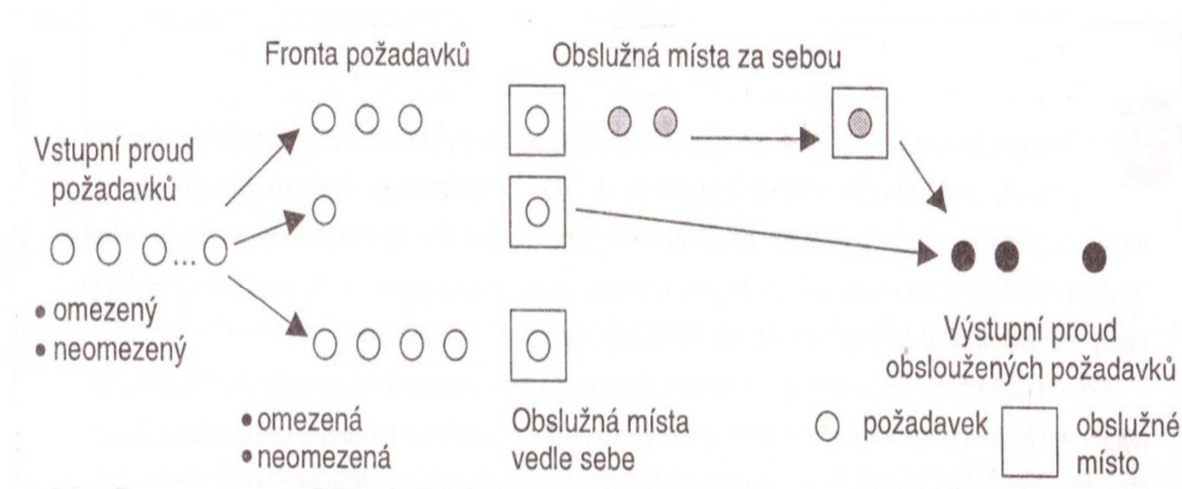 Fronta požadavků
Obslužná místa za sebou
Vstupní proud
požadavků
...
• omezený
• neomezený
Výstupní proud
obsloužených požadavků
• omezená
• neomezená
Obslužná místa
vedle sebe
požadavek
obslužné
místo